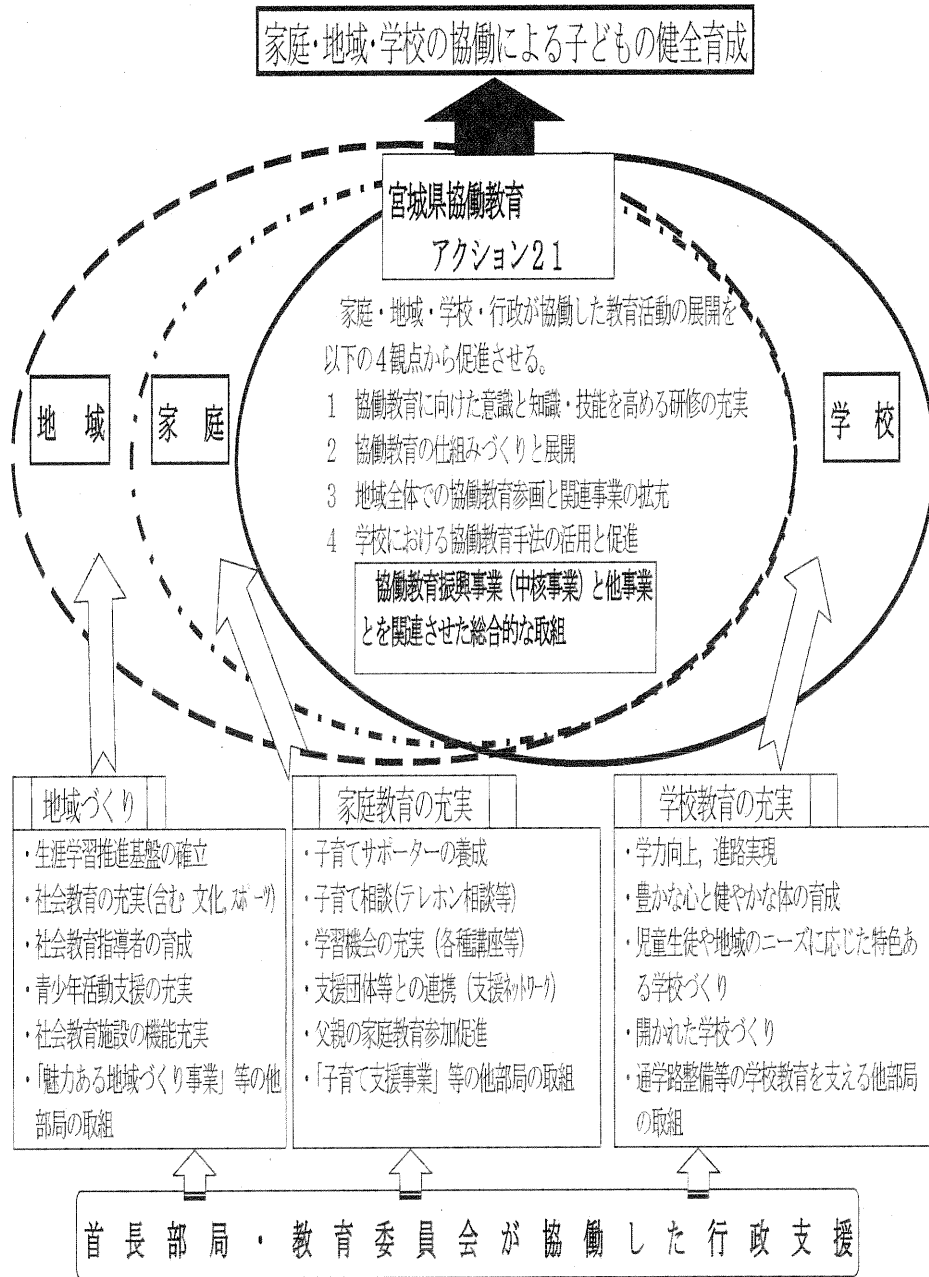 家庭・地域・学校の協働による子どもの健全育成
宮城県協働教育
アクション21
家庭・地域・学校・行政が協働した教育活動の展開を
以下の4観点から促進させる。
1 協働教育に向けた意識と知識・技能を高める研修の充実
2 協働教育の仕組みづくりと展開
3 地域全体での協働教育参画と関連事業の拡充
4 学校における協働教育手法の活用と促進
協働教育振興事業(中核事業)と他事業
とを関連させた総合的な取組
地域
家庭
学校
地域づくり
・生涯学習推進基盤の確立
・社会教育の充実(含む 文化,スポーツ)
・社会教育指導者の育成
・青少年活動支援の充実
・社会教育施設の機能充実
・「魅力ある地域づくり事業」等の他
部局の取組
家庭教育の充実
・子育てサポーターの養成
・子育て相談(テレホン相談等)
・学習機会の充実(各種講座等)
・支援団体等との連携(支援ネットワーク)
・父親の家庭教育参加促進
・「子育て支援事業」等の他部局の取組
学校教育の充実
・学力向上,進路実現
・豊かな心と健やかな体の育成
・児童生徒や地域のニーズに応じた特色あ
る学校づくり
・開かれた学校づくり
・通学路整備等の学校教育を支える他部局
の取組
首長部局・教育委員会が協働した行政支援